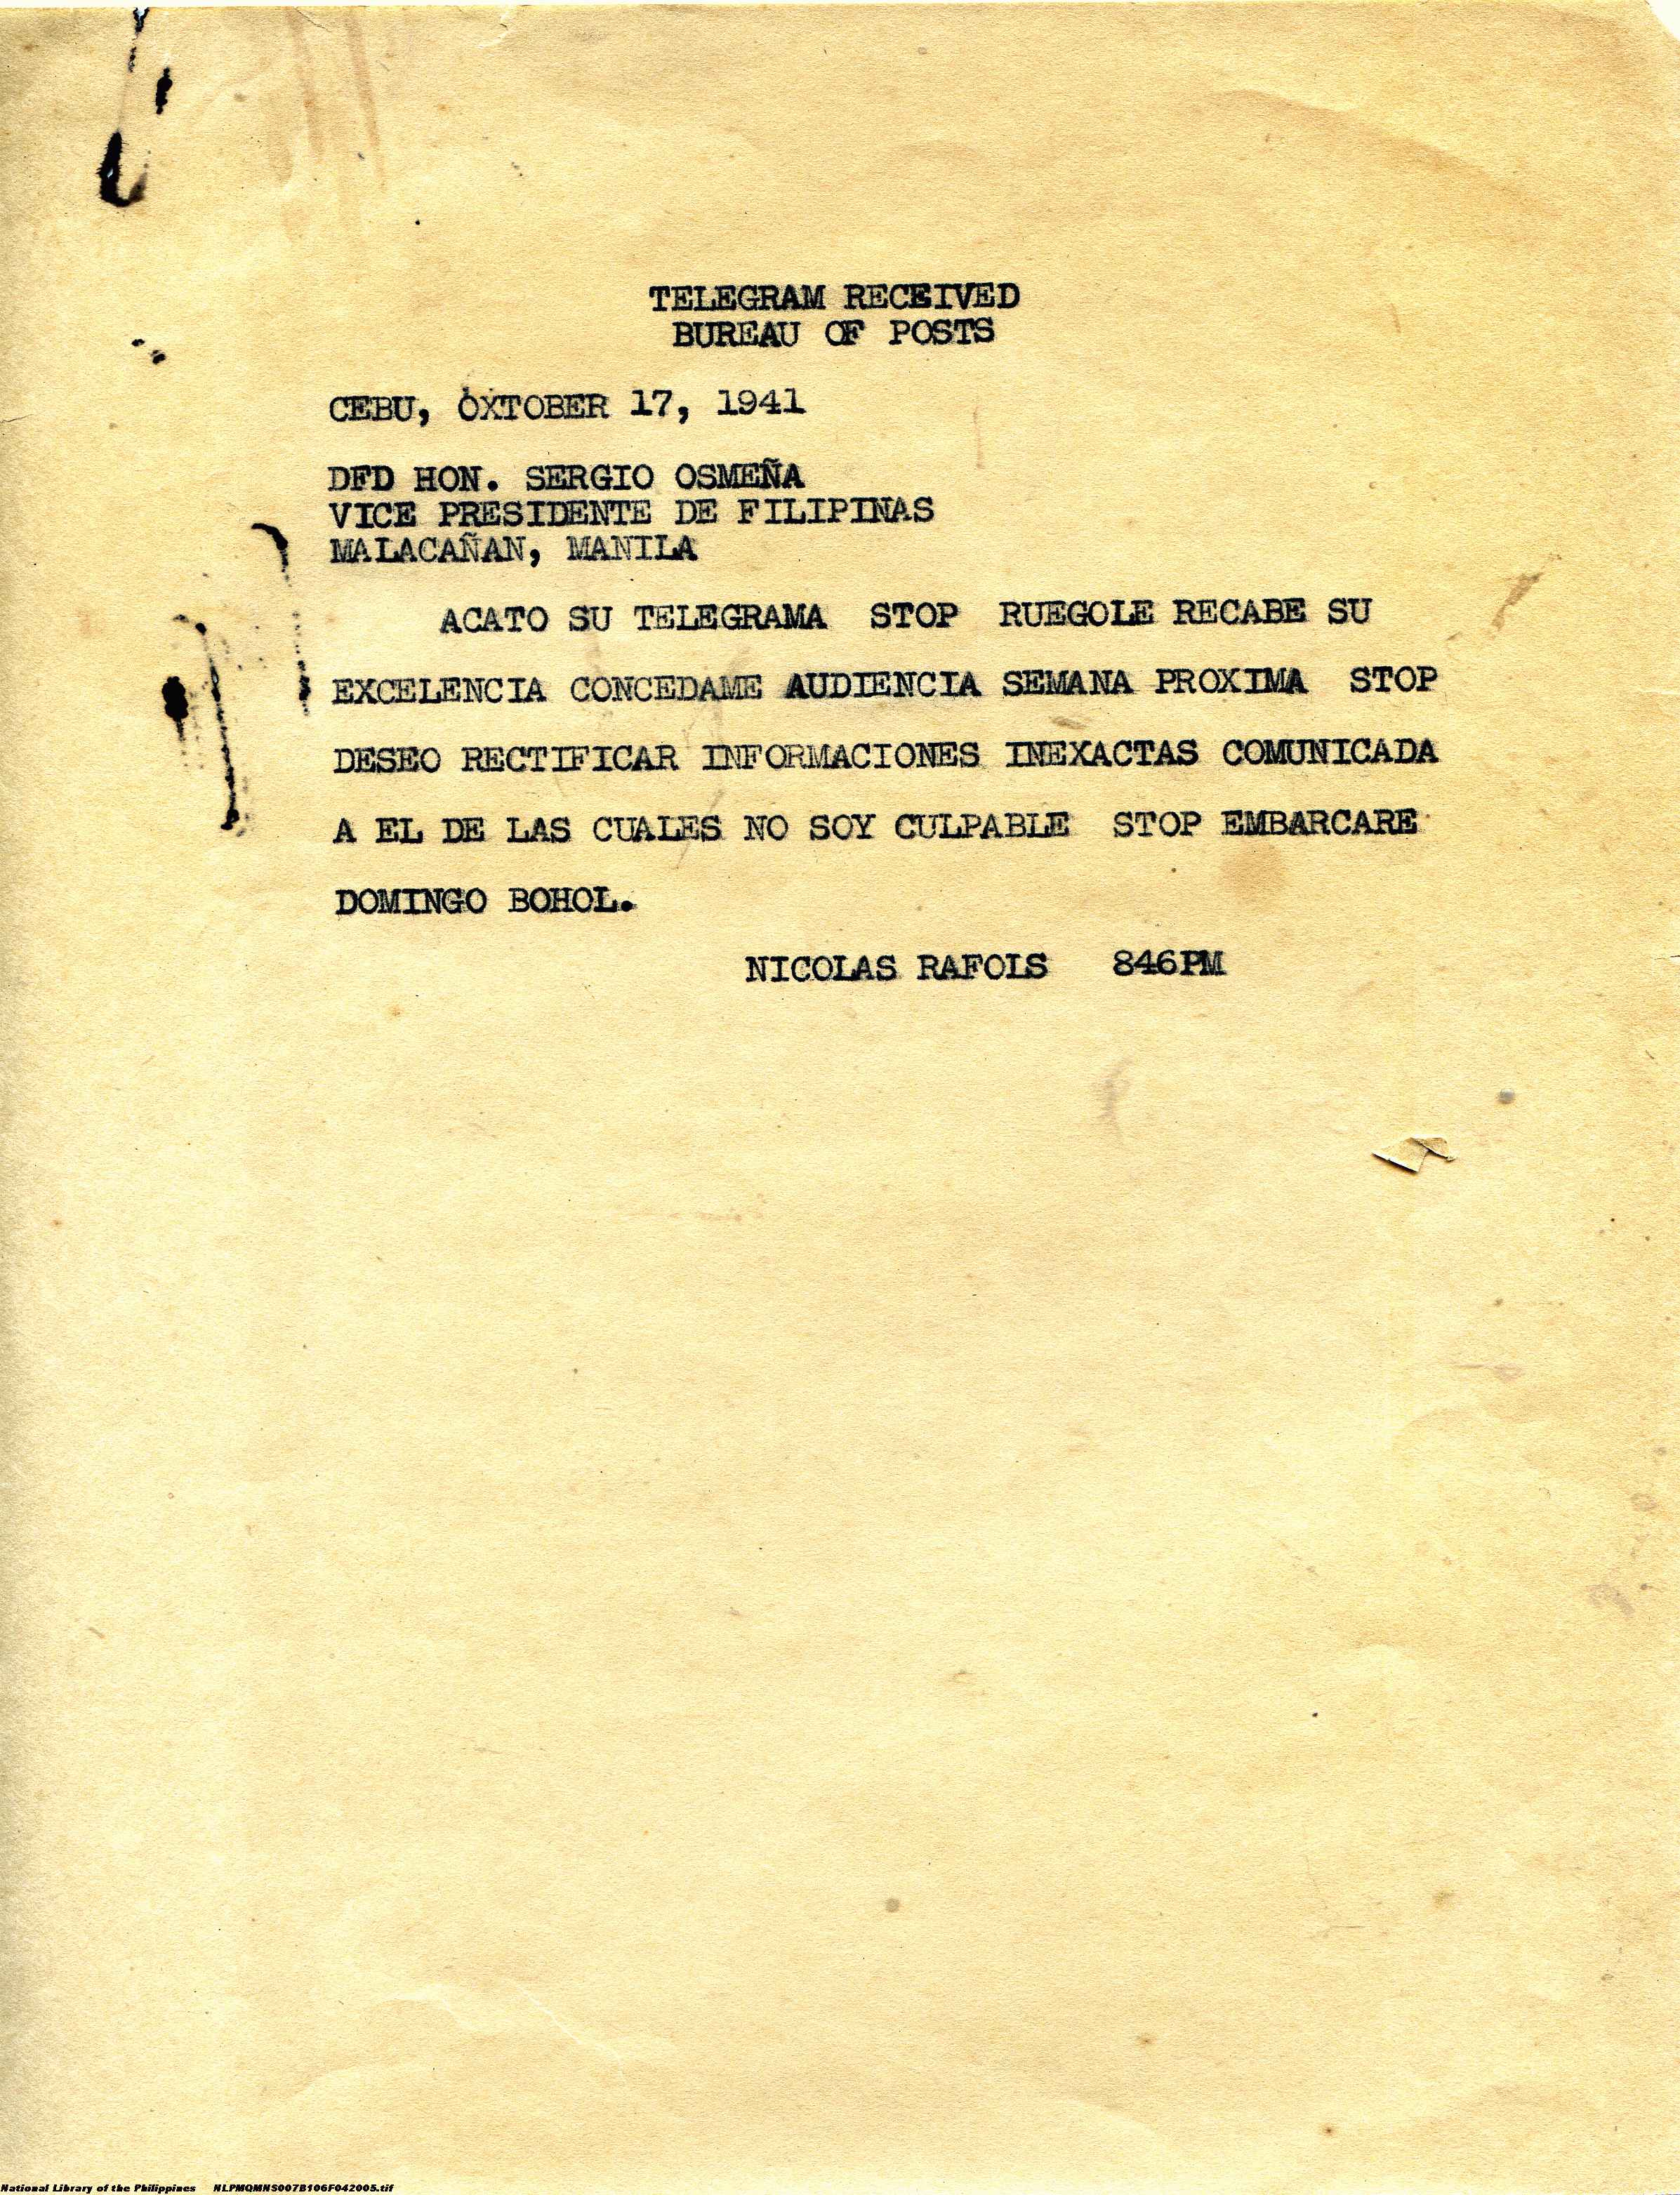 TELEGRAM RECEIVED
BUREAU OF POSTS
CEBU, OXTOBER 17, 1941
DFD HON. SERGIO OSMEÑA
VICE PRESIDENTE DE FILIPINAS
MALACAÑAN, MANILA
ACATO SU TELEGRAMA STOP RUEGOLE RECABE SU
EXCELENCIA CONCEDAME AUDIENCIA SEMANA PROXIMA STOP
DESEO RECTIFICAR INFORMACIONES INEXACTAS COMUNICADA
A EL DE LAS CUALES NO SOY CULPABLE STOP EMBARCARE
DOMINGO BOHOL.
NICOLAS RAFOLS 846PM
National Library of the Philippines NLPMQMNS007B106F042005.tif